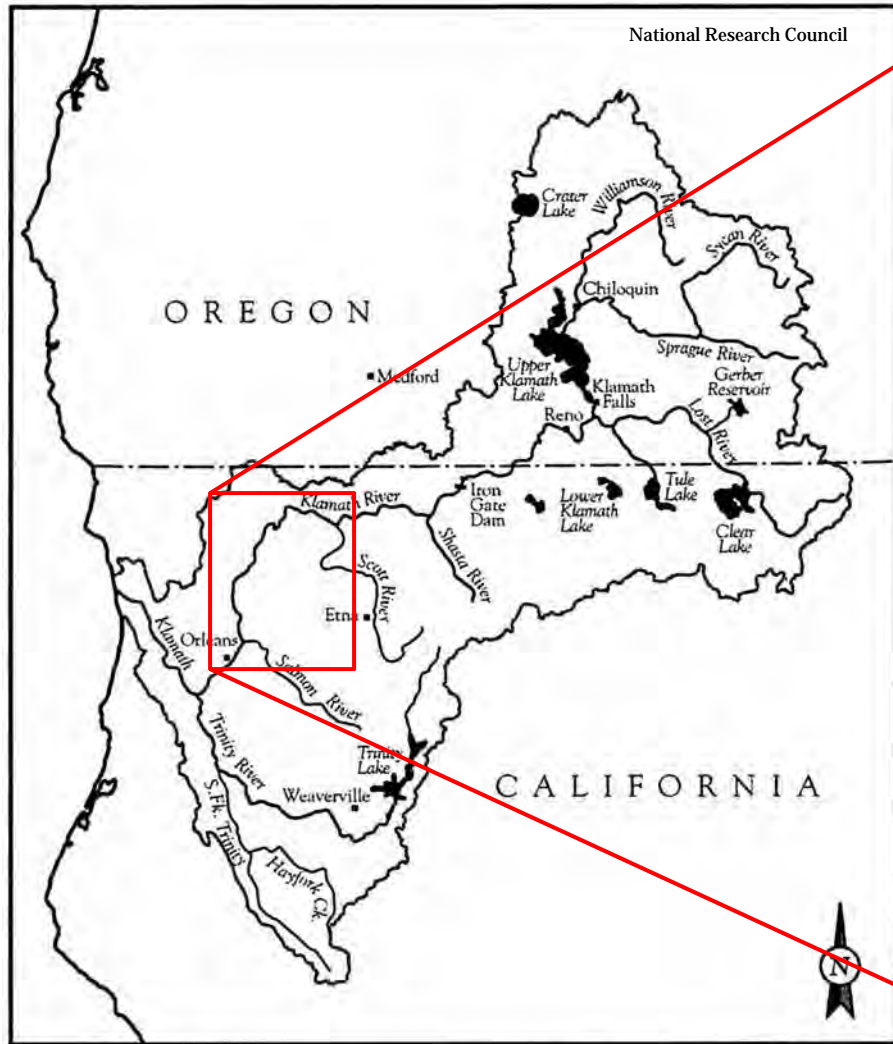 National Research Council
Crater
Lake
Williamson
River
Sycan River
Chiloquin
OREGON
Sprague River
Medford
Upper
Klamath
Lake
Klamath
Falls
Gerber
Reservoir
Reno
Lost River
Klamath River
Iron
Gate
Dam
Lower
Klamath
Lake
Tule
Lake
Clear
Lake
Shasta River
Scott River
Etna
Klamath
Orleans
Salmon River
Trinity River
Trinity
Lake
CALIFORNIA
Weaverville
S.Fk. Trinity
Hayfork Ck.
N